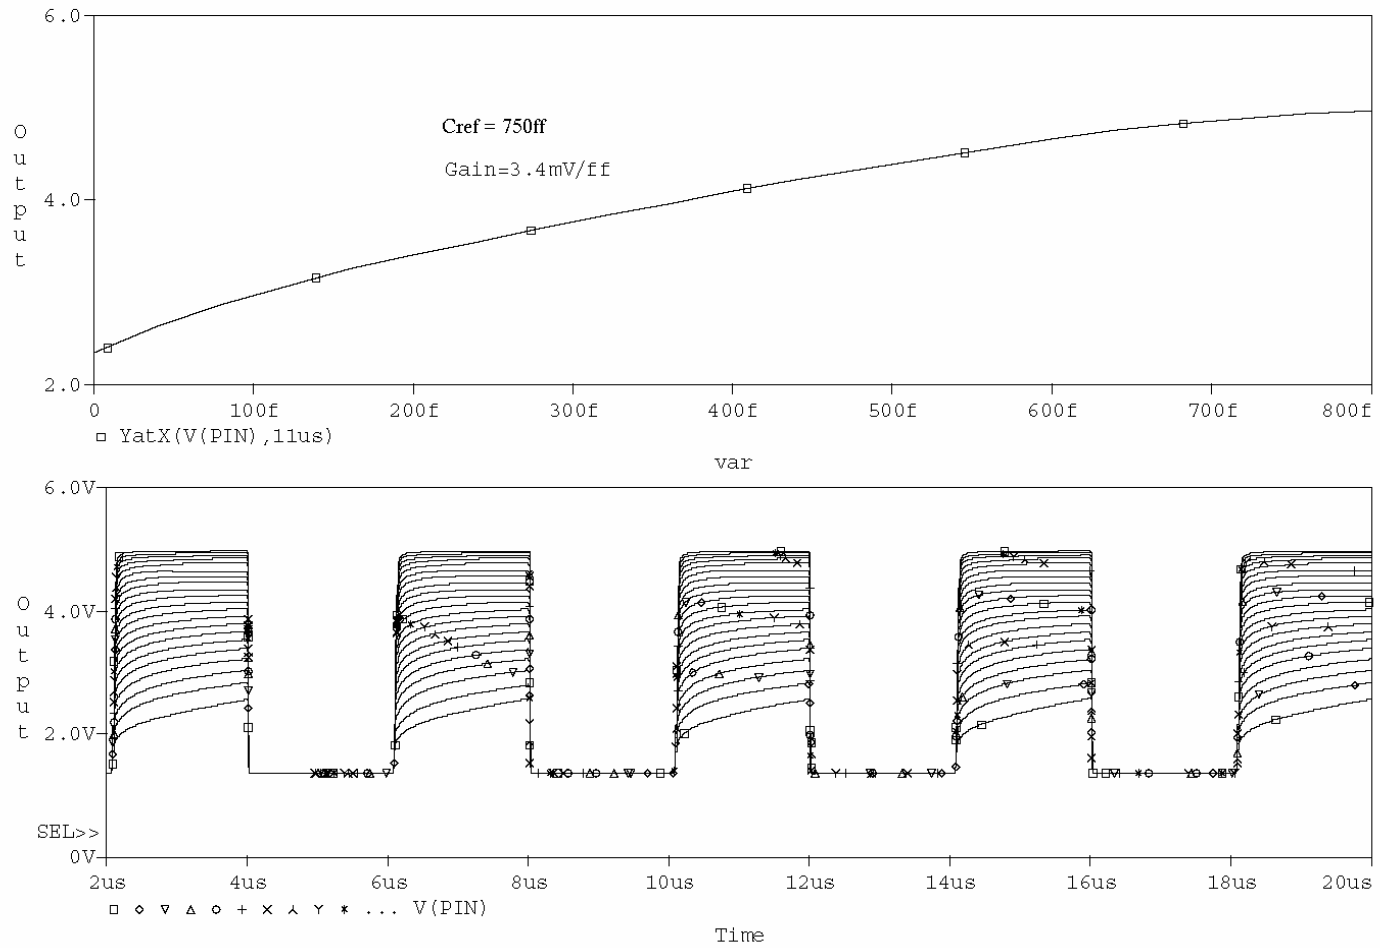 6.0
Cref = 750ff
Gain=3.4mV/ff
Output
4.0
2.0
0 100f 200f 300f 400f 500f 600f 700f 800f
YatX(V(PIN),11us)
var
6.0V
4.0V
Output
2.0V
SEL>>
0V
2us 4us 6us 8us 10us 12us 14us 16us 18us 20us
... V(PIN)
Time